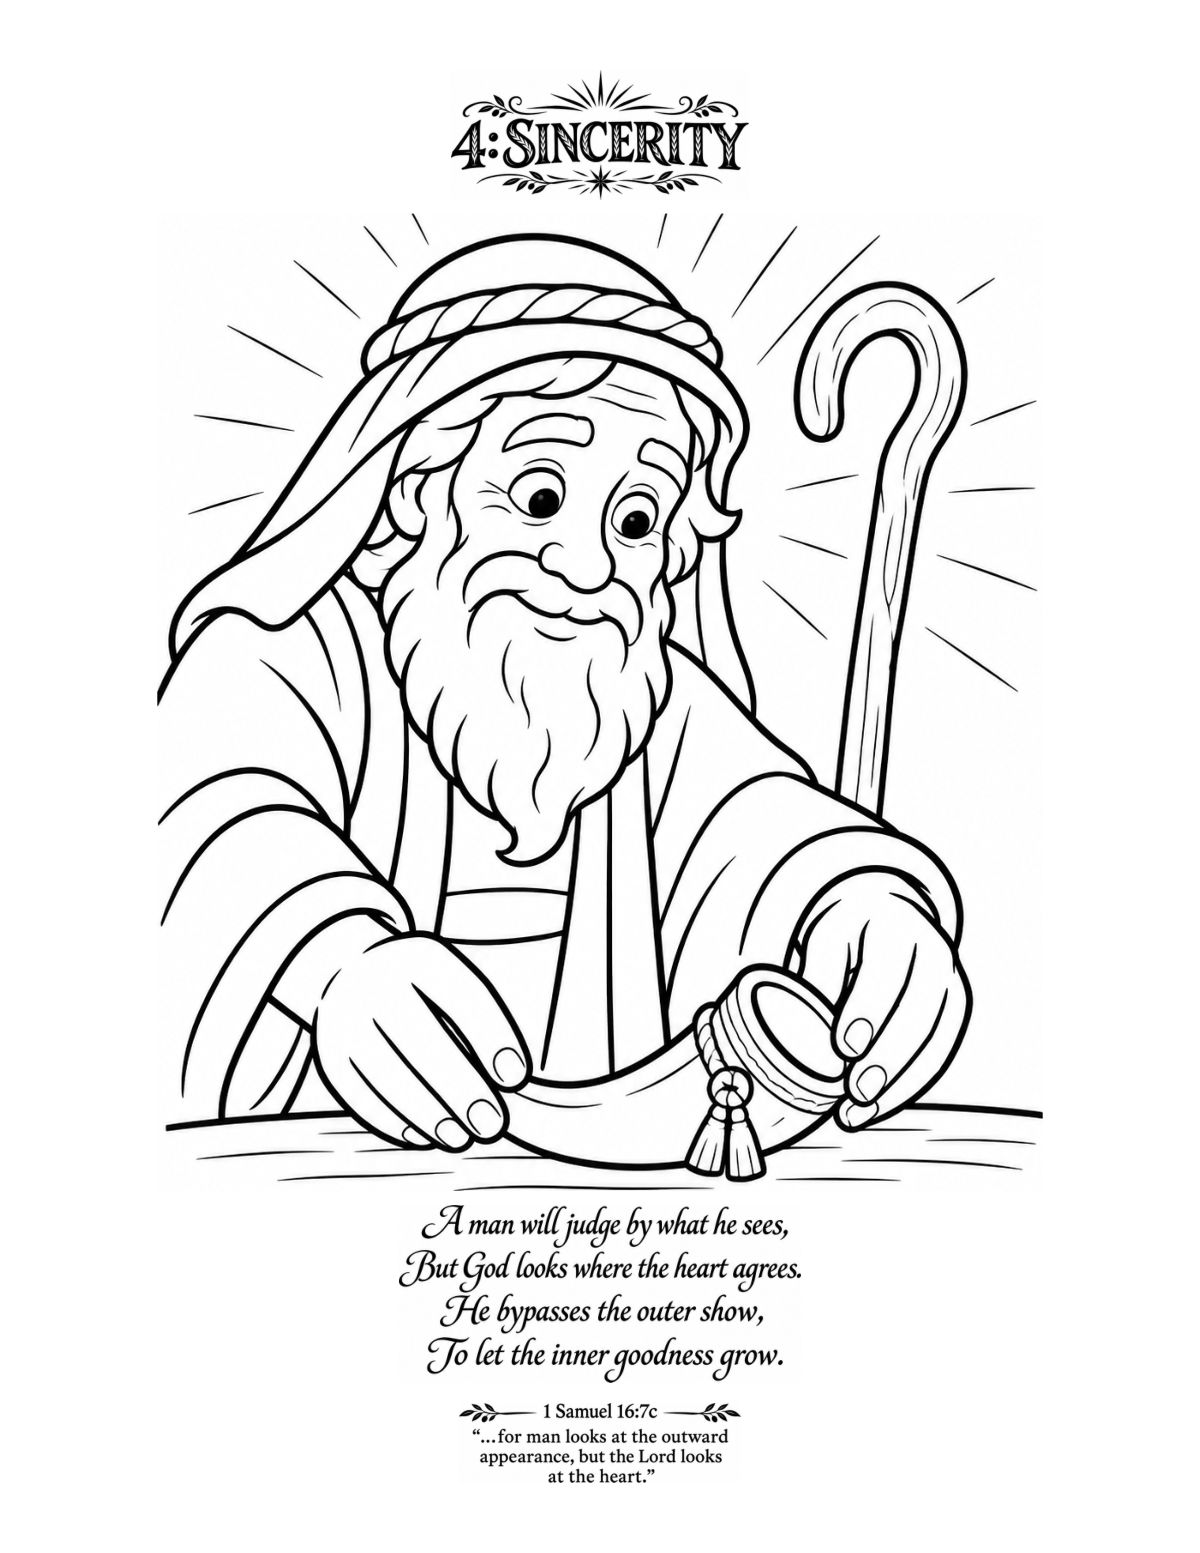 4: SINCERITY
A man will judge by what he sees,
But God looks where the heart agrees.
He bypasses the outer show,
To let the inner goodness grow.
1 Samuel 16:7c
“...for man looks at the outward
appearance, but the Lord looks
at the heart.”